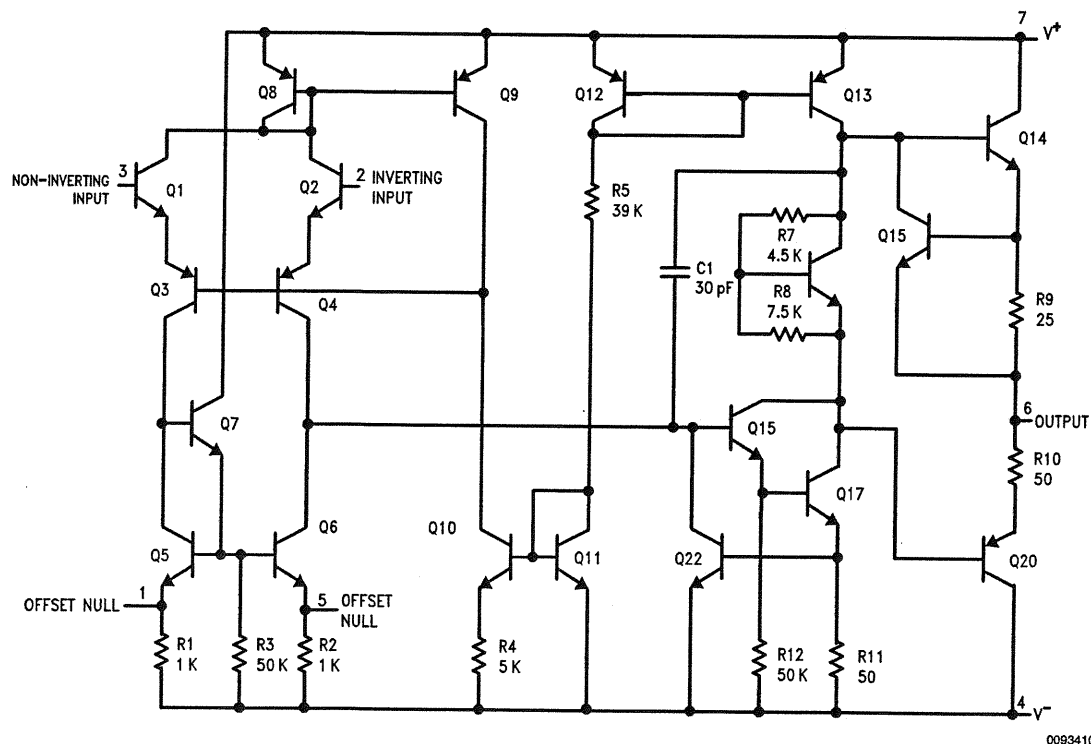 7
V+
Q8
Q9
Q12
Q13
Q14
3
NON-INVERTING
INPUT
Q1
Q2
2 INVERTING
INPUT
R5
39 K
Q15
R7
4.5 K
C1
30 pF
R8
7.5 K
Q3
Q4
R9
25
Q7
Q15
6
OUTPUT
R10
50
Q17
Q5
Q6
Q10
Q11
Q22
Q20
OFFSET NULL 1
5 OFFSET
NULL
R1
1 K
R3
50 K
R2
1 K
R4
5 K
R12
50 K
R11
50
4
V-
0093410